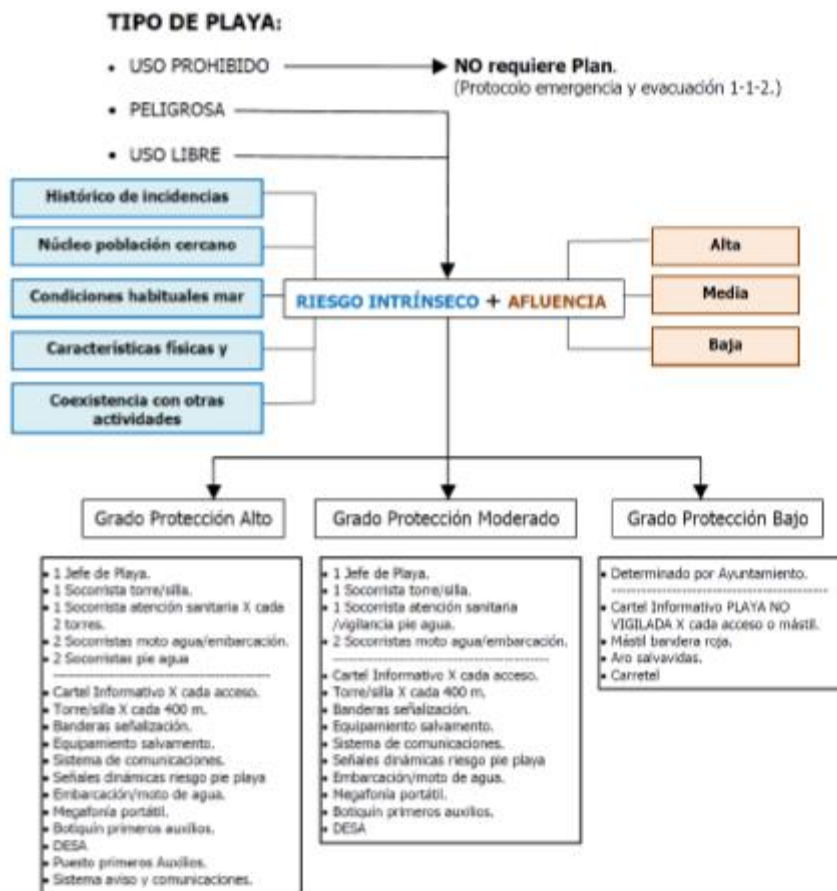 TIPO DE PLAYA:
• USO PROHIBIDO
NO requiere Plan.
(Protocolo emergencia y evacuación 1-1-2.)
• PELIGROSA
• USO LIBRE
Histórico de incidencias
Núcleo población cercano
Condiciones habituales mar
Características físicas y
Coexistencia con otras
actividades
RIESGO INTRÍNSECO + AFLUENCIA
Alta
Media
Baja
Grado Protección Alto
• 1 Jefe de Playa.
• 1 Socorrista torre/silla.
• 1 Socorrista atención sanitaria X cada
2 torres.
• 2 Socorristas moto agua/embarcación.
• 2 Socorristas pie agua
----------------------------------------
• Cartel Informativo X cada acceso.
• Torre/silla X cada 400 m.
• Banderas señalización.
• Equipamiento salvamento.
• Sistema de comunicaciones.
• Señales dinámicas riesgo pie playa
• Embarcación/moto de agua.
• Megafonía portátil.
• Botiquín primeros auxilios.
• DESA
• Puesto primeros Auxilios.
• Sistema aviso y comunicaciones.
Grado Protección Moderado
• 1 Jefe de Playa.
• 1 Socorrista torre/silla.
• 1 Socorrista atención sanitaria
/vigilancia pie agua.
• 2 Socorristas moto agua/embarcación.
----------------------------------------
• Cartel Informativo X cada acceso.
• Torre/silla X cada 400 m.
• Banderas señalización.
• Equipamiento salvamento.
• Sistema de comunicaciones.
• Señales dinámicas riesgo pie playa
• Embarcación/moto de agua.
• Megafonía portátil.
• Botiquín primeros auxilios.
• DESA
Grado Protección Bajo
• Determinado por Ayuntamiento.
----------------------------------------
• Cartel Informativo PLAYA NO
VIGILADA X cada acceso o mástil.
• Mástil bandera roja.
• Aro salvavidas.
• Carretel